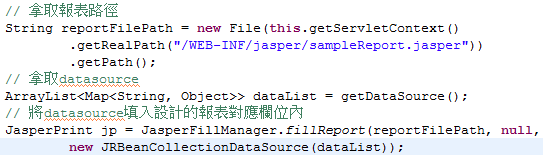 // 拿取報表路徑
String reportFilePath = new File(this.getServletContext()
.getRealPath("/WEB-INF/jasper/sampleReport.jasper"))
.getPath();
// 拿取datasource
ArrayList<Map<String, Object>> dataList = getDataSource();
// 將datasource填入設計的報表對應欄位內
JasperPrint jp = JasperFillManager.fillReport(reportFilePath, null,
new JRBeanCollectionDataSource(dataList));